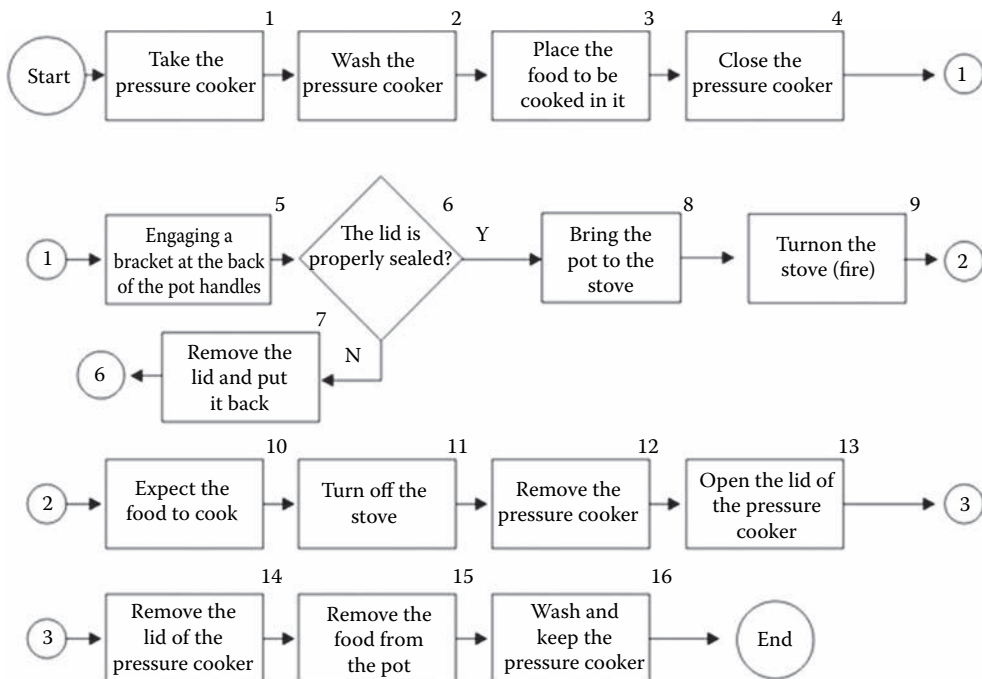 1
2
3
4
Start
Take the
pressure cooker
Wash the
pressure cooker
Place the
food to be
cooked in it
Close the
pressure cooker
1
5
6
8
9
1
Engaging a
bracket at the back
of the pot handles
The lid is
properly sealed?
Y
Bring the
pot to the
stove
Turnon the
stove (fire)
2
7
N
6
Remove the
lid and put
it back
10
11
12
13
2
Expect the
food to cook
Turn off the
stove
Remove the
pressure cooker
Open the lid of
the pressure
cooker
3
14
15
16
3
Remove the
lid of the
pressure cooker
Remove the
food from
the pot
Wash and
keep the
pressure cooker
End